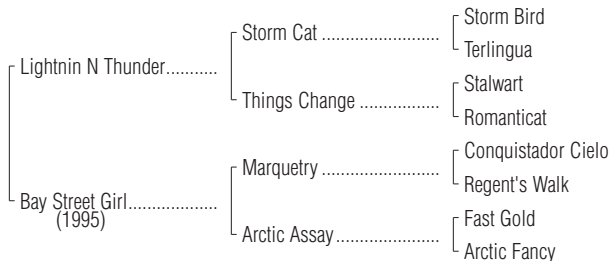 Storm Bird
Storm Cat ..........................
Terlingua
Lightnin N Thunder...........
Stalwart
Things Change ..................
Romanticat
Conquistador Cielo
Marquetry ....................
Regent's Walk
Bay Street Girl...................
(1995)
Fast Gold
Arctic Assay .......................
Arctic Fancy